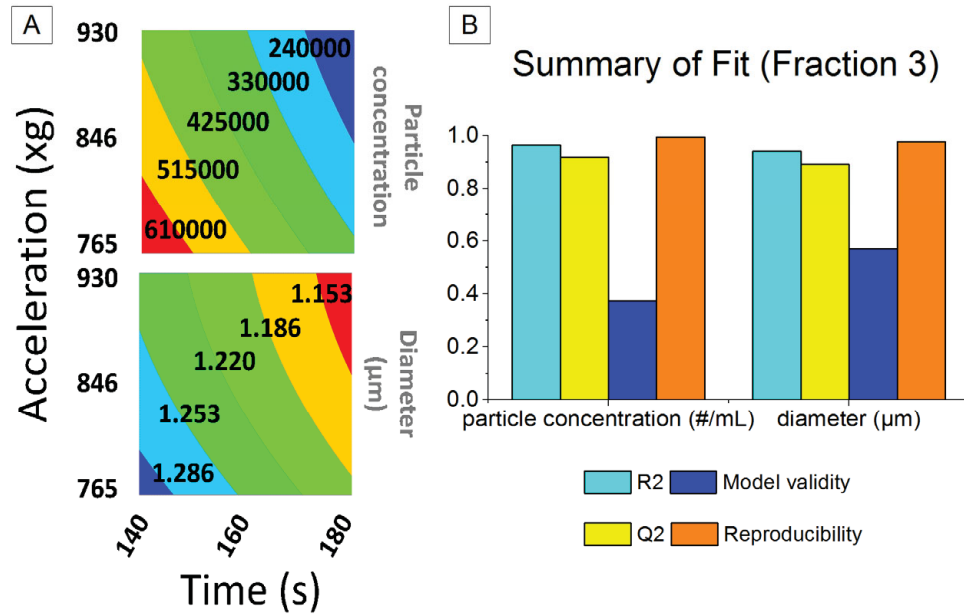 A
930
846
765
Acceleration (xg)
240000
330000
425000
515000
610000
Particle
concentration
930
846
765
1.153
1.186
1.220
1.253
1.286
Diameter
(µm)
140
160
180
Time (s)
B
Summary of Fit (Fraction 3)
1.0
0.8
0.6
0.4
0.2
0.0
particle concentration (#/mL)
diameter (µm)
R2
Model validity
Q2
Reproducibility